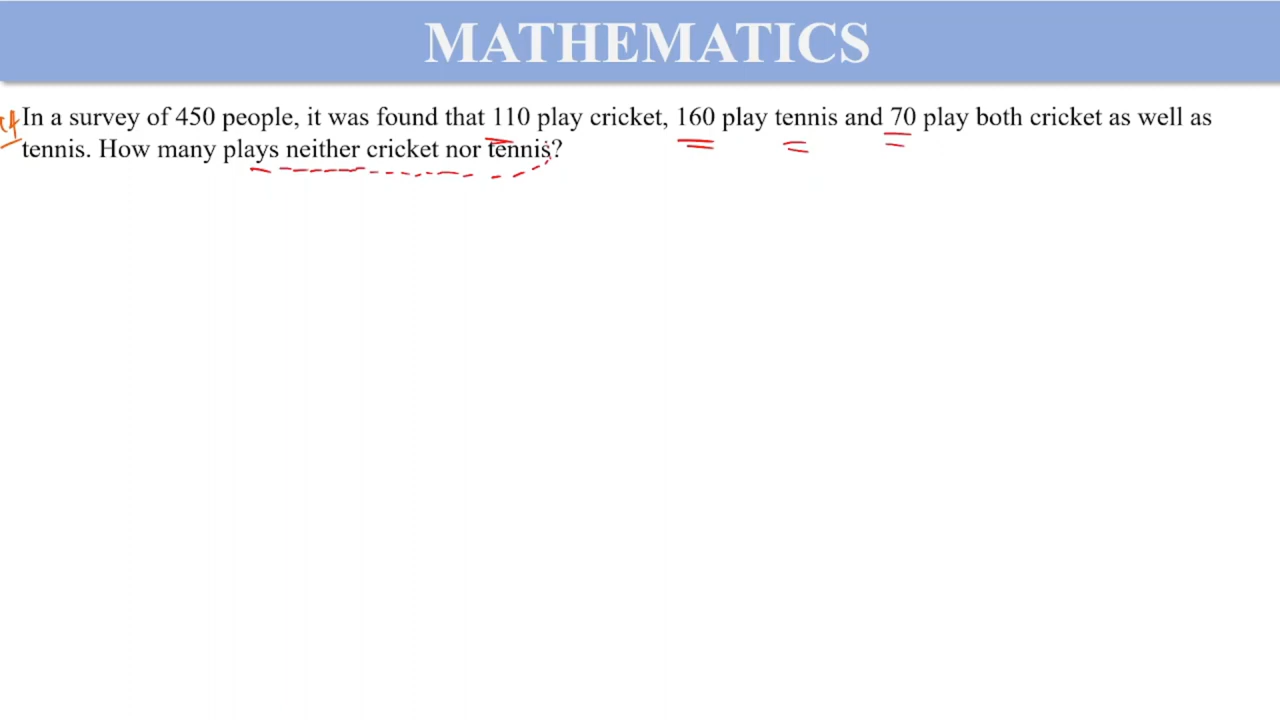 MATHEMATICS
In a survey of 450 people, it was found that 110 play cricket, 160 play tennis and 70 play both cricket as well as
tennis. How many plays neither cricket nor tennis?